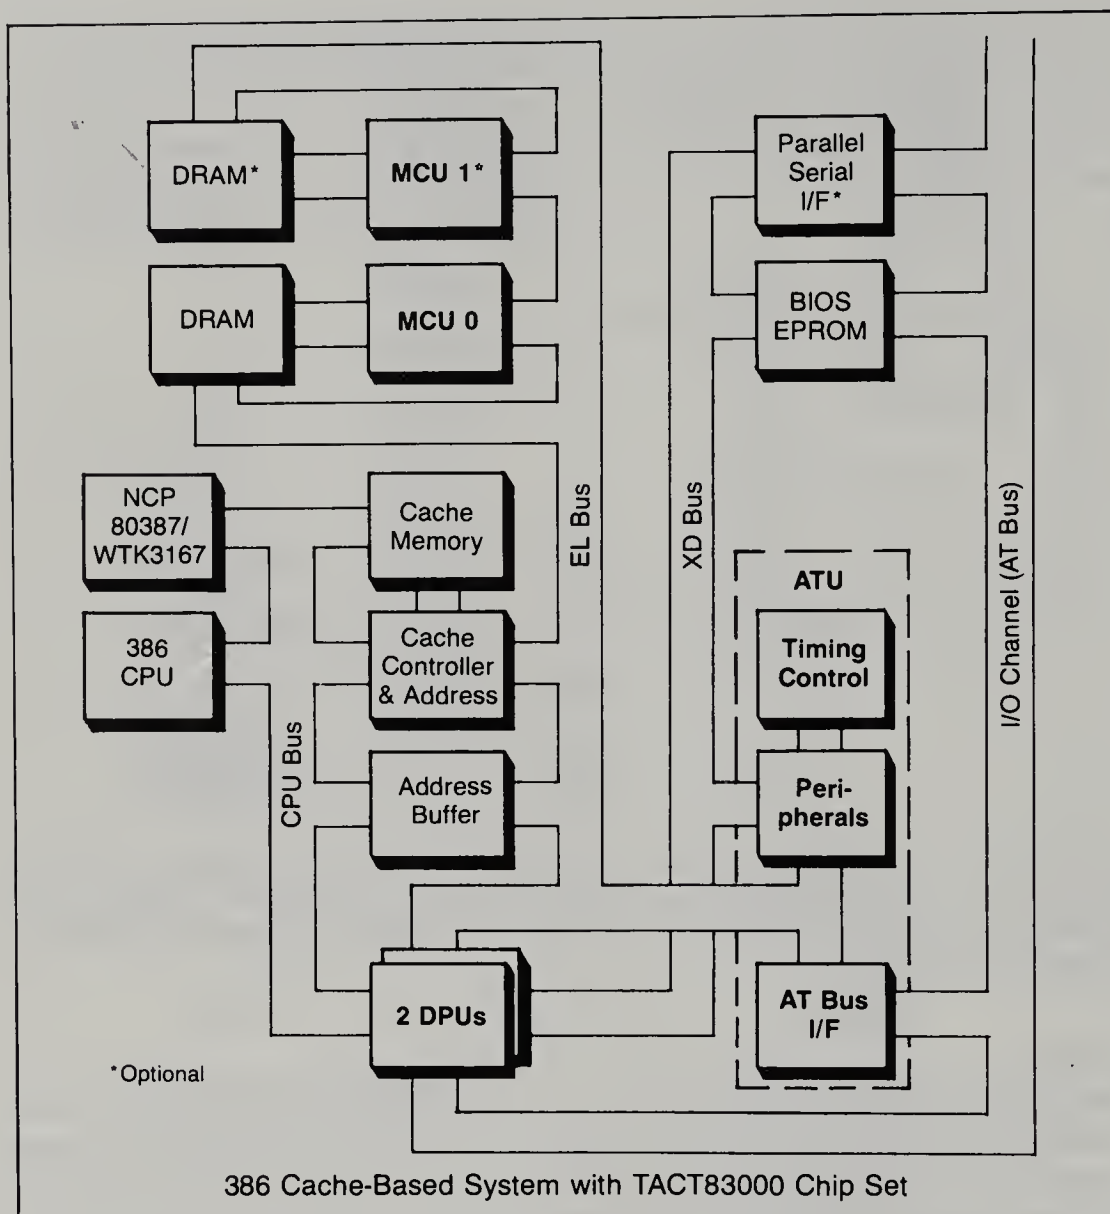 DRAM*
MCU 1*
Parallel
Serial
I/F*
DRAM
MCU 0
BIOS
EPROM
NCP
80387/
WTK3167
Cache
Memory
EL Bus
XD Bus
I/O Channel (AT Bus)
ATU
386
CPU
Cache
Controller
& Address
Timing
Control
CPU Bus
Address
Buffer
Peri-
pherals
2 DPUs
AT Bus
I/F
*Optional
386 Cache-Based System with TACT83000 Chip Set